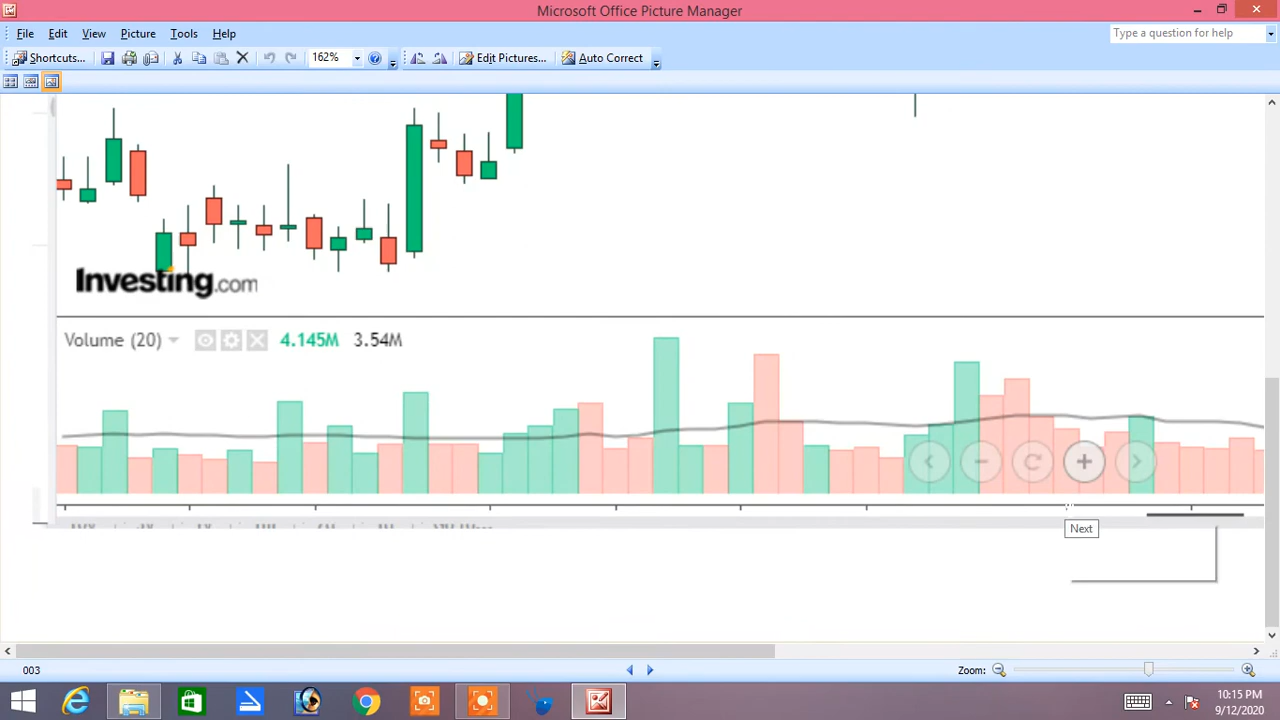 Microsoft Office Picture Manager
File Edit View Picture Tools Help
Type a question for help
Shortcuts... 162% Edit Pictures... Auto Correct
Investing.com
Volume (20) 4.145M 3.54M
Next
003
Zoom:
10:15 PM
9/12/2020